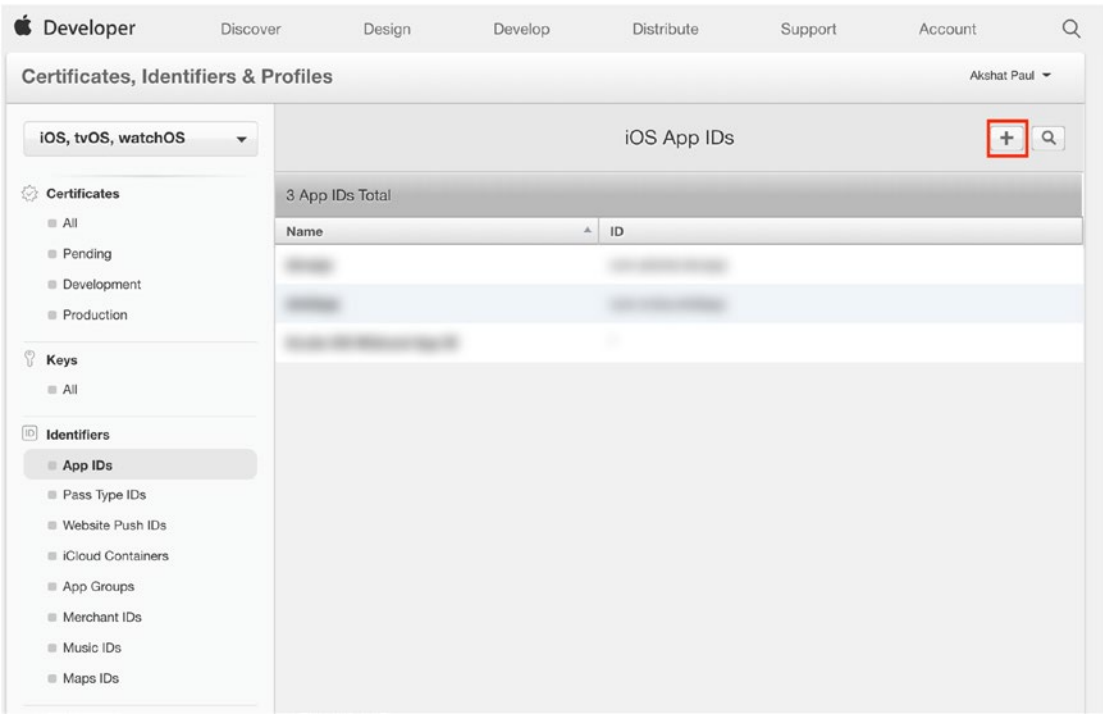 Developer Discover Design Develop Distribute Support Account
Certificates, Identifiers & Profiles Akshat Paul
iOS, tvOS, watchOS
iOS App IDs
+
Certificates
All
Pending
Development
Production
Keys
All
ID Identifiers
App IDs
Pass Type IDs
Website Push IDs
iCloud Containers
App Groups
Merchant IDs
Music IDs
Maps IDs
3 App IDs Total
Name ID